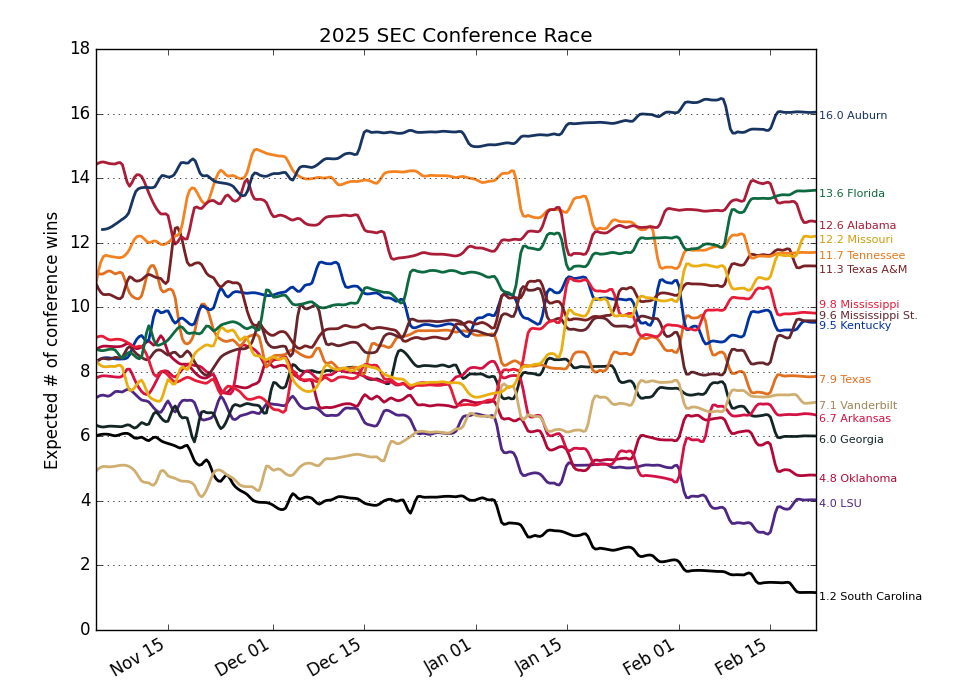 2025 SEC Conference Race
Expected # of conference wins
18
16
14
12
10
8
6
4
2
0
Nov 15
Dec 01
Dec 15
Jan 01
Jan 15
Feb 01
Feb 15
16.0 Auburn
13.6 Florida
12.6 Alabama
12.2 Missouri
11.7 Tennessee
11.3 Texas A&M
9.8 Mississippi
9.6 Mississippi St.
9.5 Kentucky
7.9 Texas
7.1 Vanderbilt
6.7 Arkansas
6.0 Georgia
4.8 Oklahoma
4.0 LSU
1.2 South Carolina